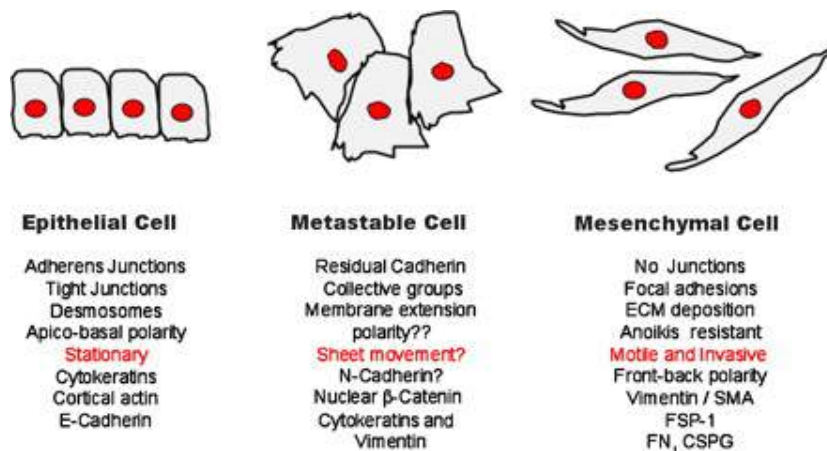 Epithelial Cell
Adherens Junctions
Tight Junctions
Desmosomes
Apico-basal polarity
Stationary
Cytokeratins
Cortical actin
E-Cadherin
Metastable Cell
Residual Cadherin
Collective groups
Membrane extension
polarity??
Sheet movement?
N-Cadherin?
Nuclear β-Catenin
Cytokeratins and
Vimentin
Mesenchymal Cell
No Junctions
Focal adhesions
ECM deposition
Anoikis resistant
Motile and Invasive
Front-back polarity
Vimentin / SMA
FSP-1
FN, CSPG